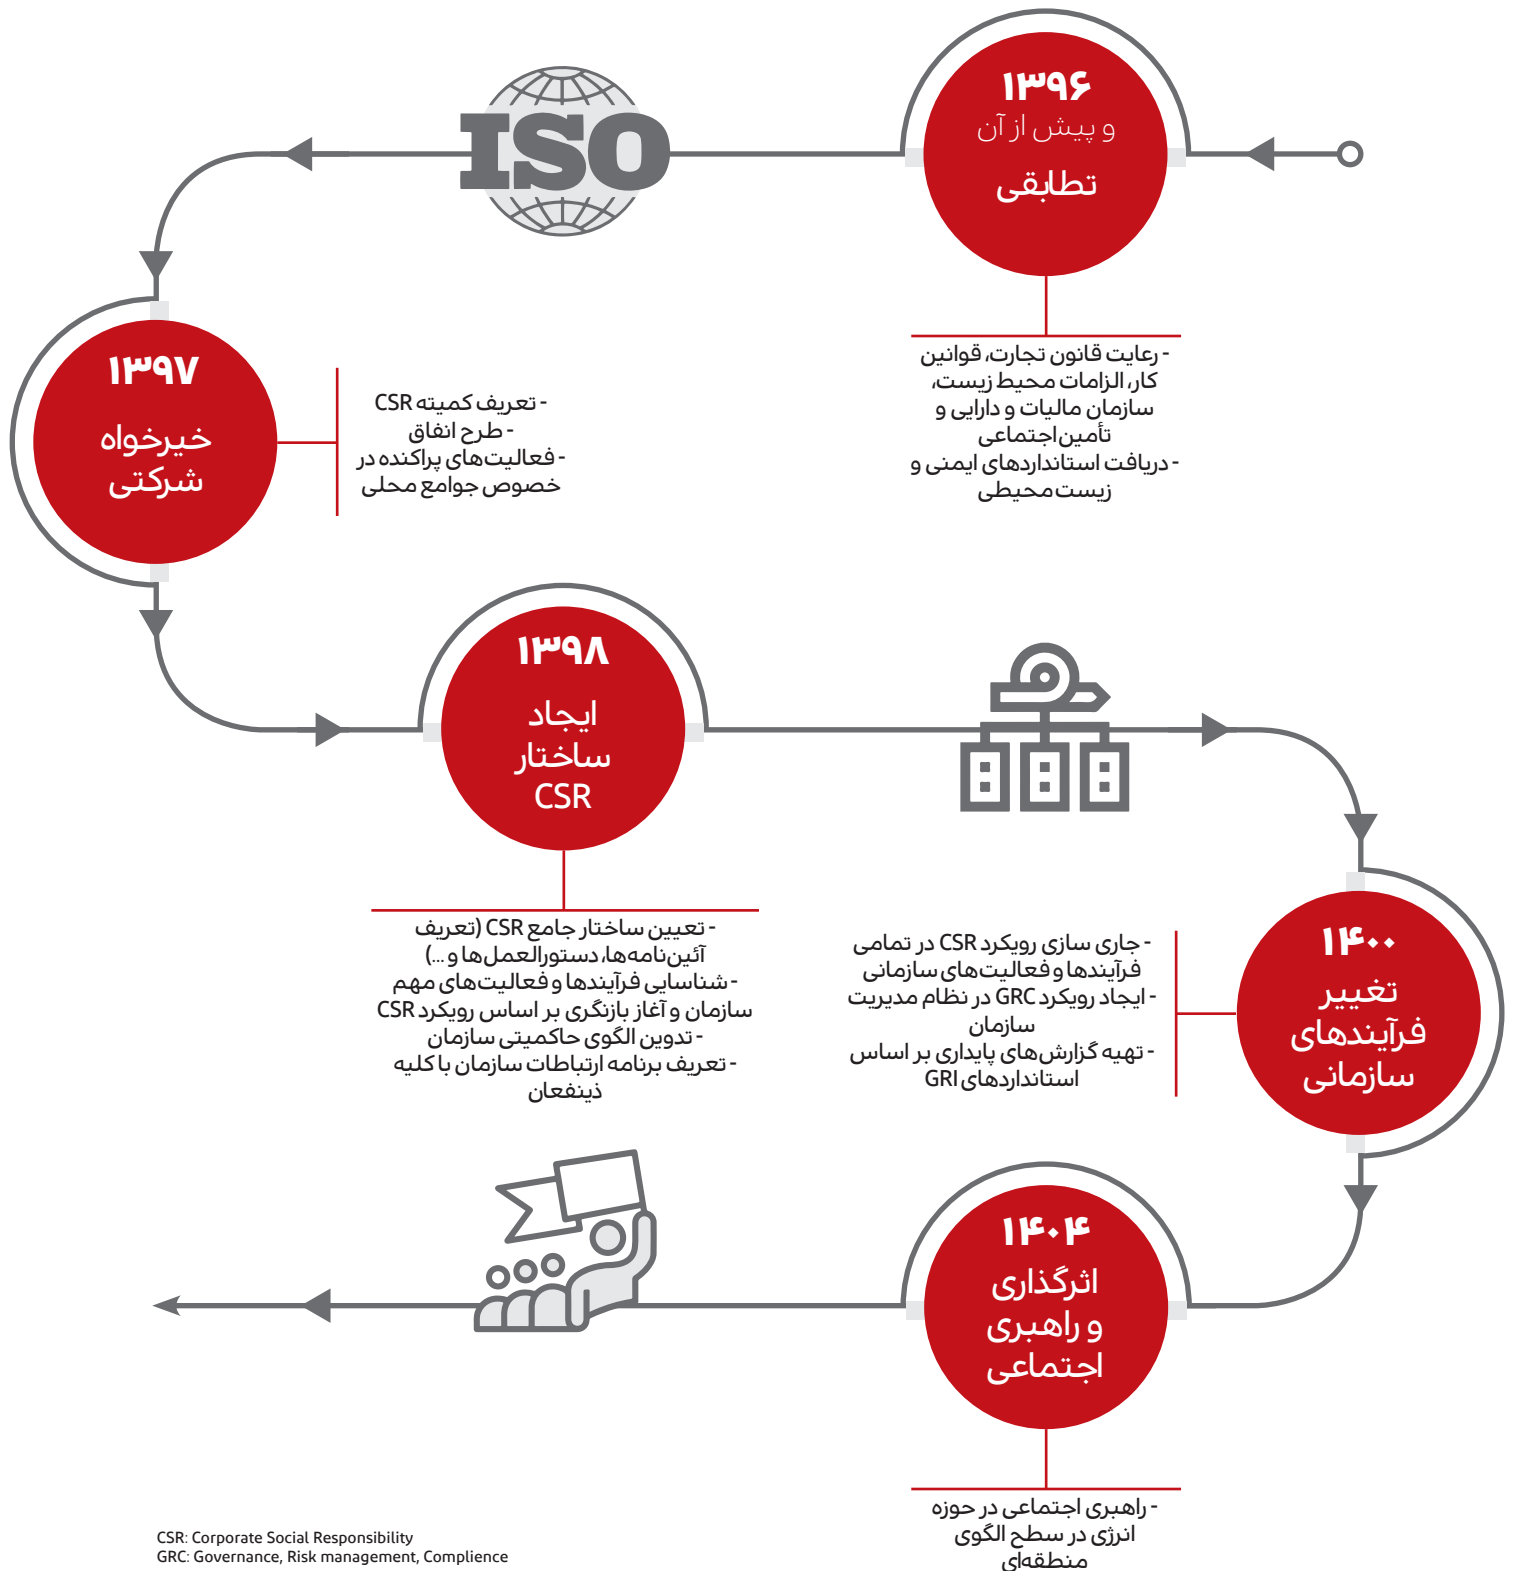 ۱۳۹۶
و پیش از آن
تطابقی
ISO
- رعایت قانون تجارت، قوانین
کار، الزامات محیط زیست،
سازمان مالیات و دارایی و
تأمین‌اجتماعی
- دریافت استانداردهای ایمنی و
زیست‌محیطی
۱۳۹۷
خیرخواه
شرکتی
- تعریف کمیته CSR
- طرح انفاق
- فعالیت‌های پراکنده در
خصوص جوامع محلی
۱۳۹۸
ایجاد
ساختار
CSR
- تعیین ساختار جامع CSR (تعریف
آئین‌نامه‌ها، دستورالعمل‌ها و ...)
- شناسایی فرآیندها و فعالیت‌های مهم
سازمان و آغاز بازنگری بر اساس رویکرد CSR
- تدوین الگوی حاکمیتی سازمان
- تعریف برنامه ارتباطات سازمان با کلیه
ذینفعان
۱۴۰۰
تغییر
فرآیندهای
سازمانی
- جاری سازی رویکرد CSR در تمامی
فرآیندها و فعالیت‌های سازمانی
- ایجاد رویکرد GRC در نظام مدیریت
سازمان
- تهیه گزارش‌های پایداری بر اساس
استانداردهای GRI
۱۴۰۴
اثرگذاری
و راهبری
اجتماعی
- راهبری اجتماعی در حوزه
انرژی در سطح الگوی
منطقه‌ای
CSR: Corporate Social Responsibility
GRC: Governance, Risk management, Complience